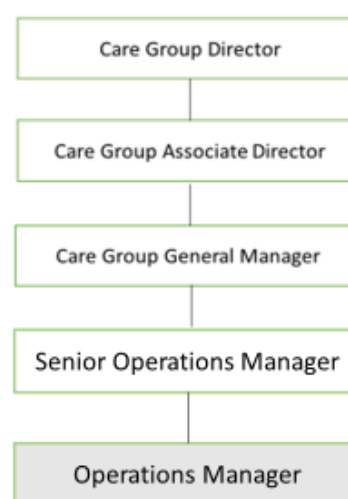 Care Group Director
Care Group Associate Director
Care Group General Manager
Senior Operations Manager
Operations Manager